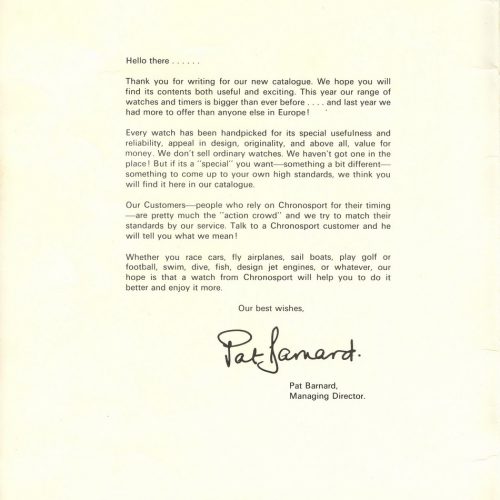 Hello there . . . . . .
Thank you for writing for our new catalogue. We hope you will
find its contents both useful and exciting. This year our range of
watches and timers is bigger than ever before . . . . and last year we
had more to offer than anyone else in Europe!
Every watch has been handpicked for its special usefulness and
reliability, appeal in design, originality, and above all, value for
money. We don't sell ordinary watches. We haven't got one in the
place! But if its a "special" you want—something a bit different—
something to come up to your own high standards, we think you
will find it here in our catalogue.
Our Customers—people who rely on Chronosport for their timing
—are pretty much the "action crowd" and we try to match their
standards by our service. Talk to a Chronosport customer and he
will tell you what we mean!
Whether you race cars, fly airplanes, sail boats, play golf or
football, swim, dive, fish, design jet engines, or whatever, our
hope is that a watch from Chronosport will help you to do it
better and enjoy it more.
Our best wishes,
Pat Barnard.
Pat Barnard,
Managing Director.